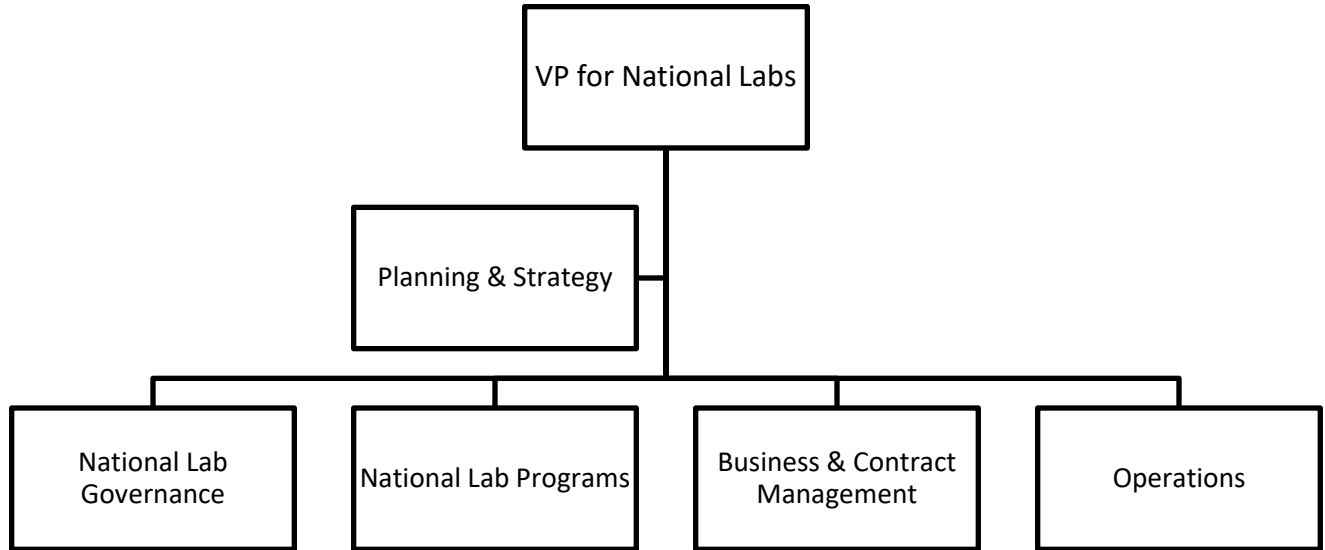 VP for National Labs
Planning & Strategy
National Lab
Governance
National Lab Programs
Business & Contract
Management
Operations